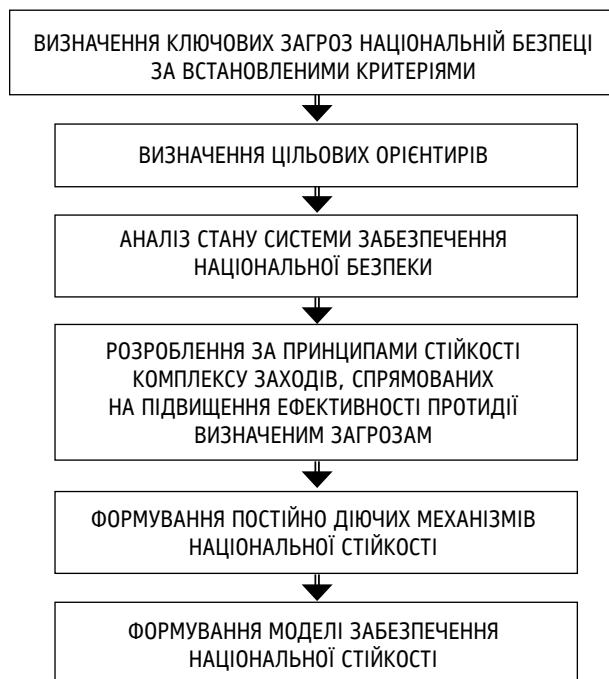 ВИЗНАЧЕННЯ КЛЮЧОВИХ ЗАГРОЗ НАЦІОНАЛЬНІЙ БЕЗПЕЦІ
ЗА ВСТАНОВЛЕНИМИ КРИТЕРІЯМИ
ВИЗНАЧЕННЯ ЦІЛЬОВИХ ОРІЄНТИРІВ
АНАЛІЗ СТАНУ СИСТЕМИ ЗАБЕЗПЕЧЕННЯ
НАЦІОНАЛЬНОЇ БЕЗПЕКИ
РОЗРОБЛЕННЯ ЗА ПРИНЦИПАМИ СТІЙКОСТІ
КОМПЛЕКСУ ЗАХОДІВ, СПРЯМОВАНИХ
НА ПІДВИЩЕННЯ ЕФЕКТИВНОСТІ ПРОТИДІЇ
ВИЗНАЧЕНИМ ЗАГРОЗАМ
ФОРМУВАННЯ ПОСТІЙНО ДІЮЧИХ МЕХАНІЗМІВ
НАЦІОНАЛЬНОЇ СТІЙКОСТІ
ФОРМУВАННЯ МОДЕЛІ ЗАБЕЗПЕЧЕННЯ
НАЦІОНАЛЬНОЇ СТІЙКОСТІ